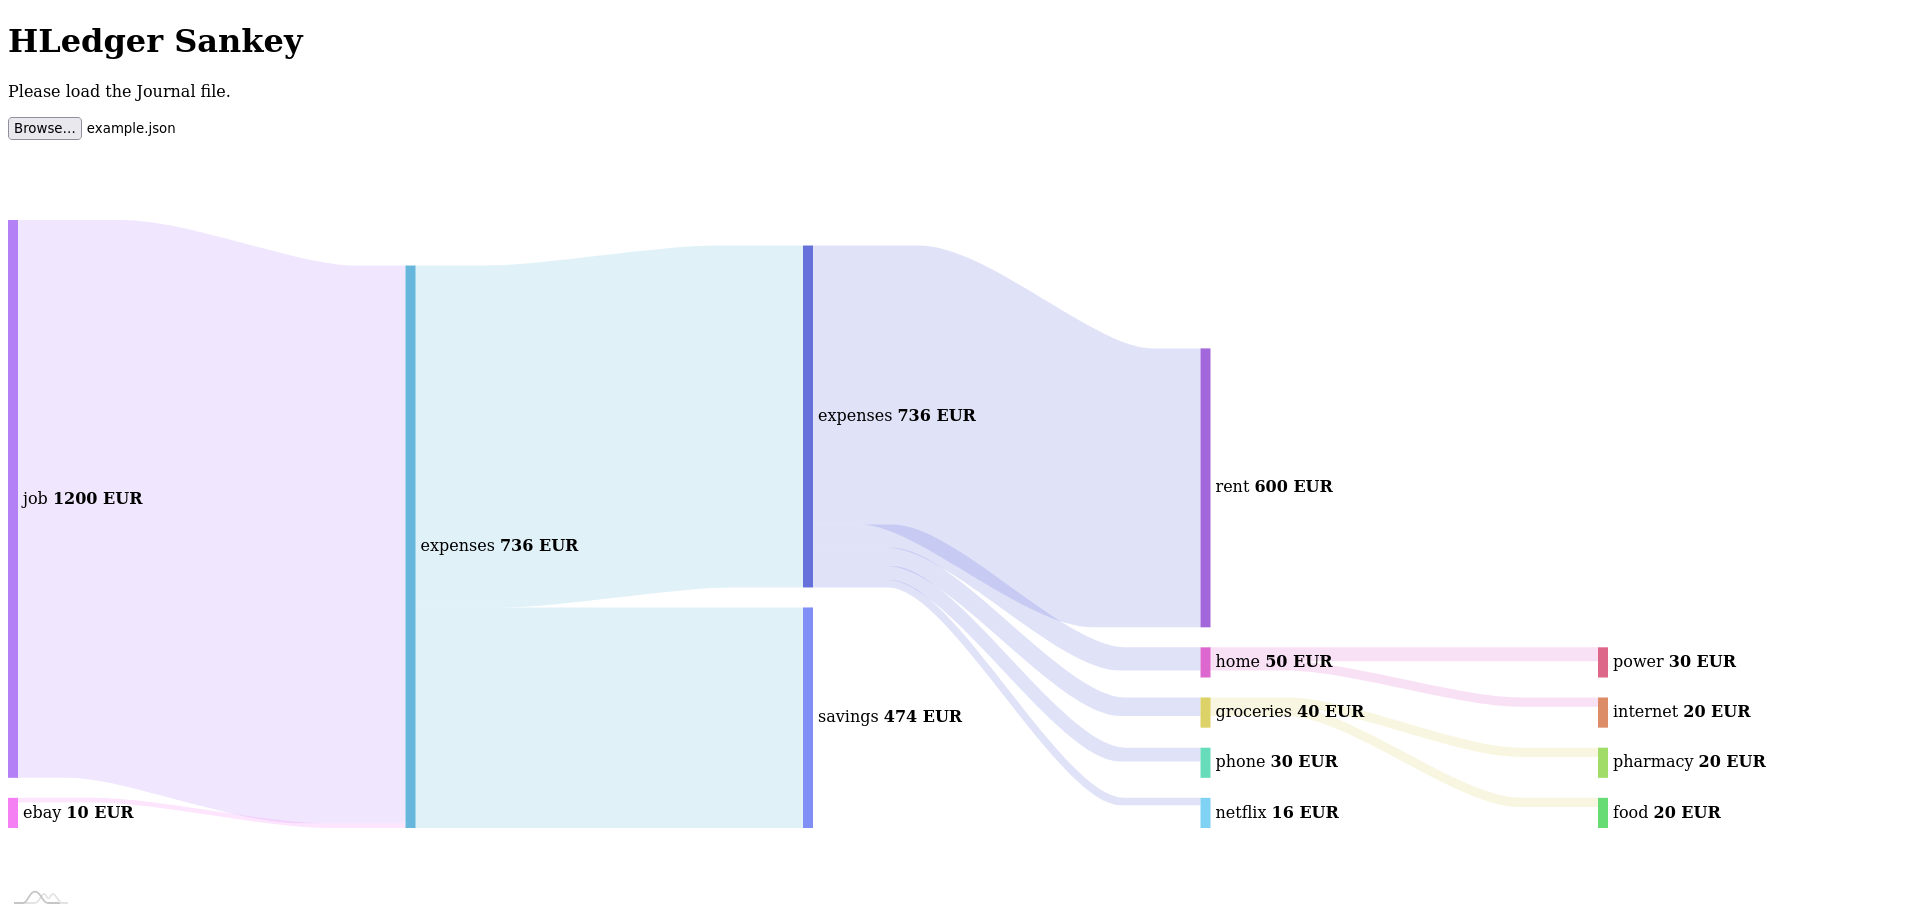 HLedger Sankey
Please load the Journal file.
Browse... example.json
job 1200 EUR
ebay 10 EUR
expenses 736 EUR
expenses 736 EUR
savings 474 EUR
rent 600 EUR
home 50 EUR
groceries 40 EUR
phone 30 EUR
netflix 16 EUR
power 30 EUR
internet 20 EUR
pharmacy 20 EUR
food 20 EUR